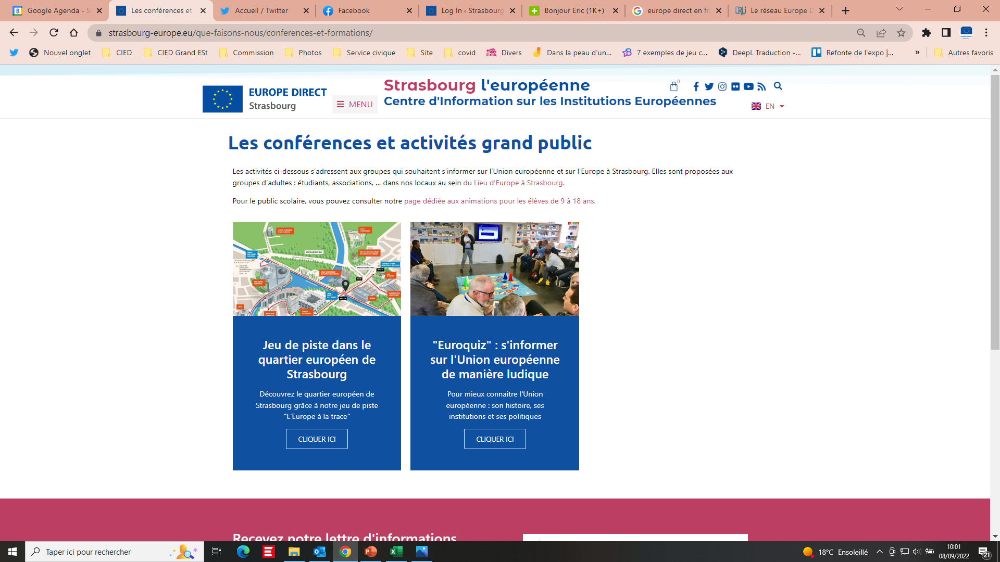 Google Agenda - S
Les conférences et
Accueil / Twitter
Facebook
Log In ‹ Strasbourg
Bonjour Eric (1K+)
europe direct en fr
Le réseau Europe D
strasbourg-europe.eu/que-faisons-nous/conferences-et-formations/
Nouvel onglet
CIED
CIED Grand ESt
Commission
Photos
Service civique
Site
covid
Divers
Dans la peau d'un...
7 exemples de jeu c...
DeepL Traduction -...
Refonte de l'expo |...
»
Autres favoris
EUROPE DIRECT
Strasbourg
MENU
Strasbourg l'européenne
Centre d'Information sur les Institutions Européennes
0
EN
Les conférences et activités grand public
Les activités ci-dessous s’adressent aux groupes qui souhaitent s’informer sur l’Union européenne et sur l’Europe à Strasbourg. Elles sont proposées aux
groupes d’adultes : étudiants, associations, … dans nos locaux au sein du Lieu d’Europe à Strasbourg.
Pour le public scolaire, vous pouvez consulter notre page dédiée aux animations pour les élèves de 9 à 18 ans.
Jeu de piste dans le
quartier européen de
Strasbourg
Découvrez le quartier européen de
Strasbourg grâce à notre jeu de piste
"L'Europe à la trace"
CLIQUER ICI
"Euroquiz" : s'informer
sur l'Union européenne
de manière ludique
Pour mieux connaitre l'Union
européenne : son histoire, ses
institutions et ses politiques
CLIQUER ICI
Recevez notre lettre d'informations
Taper ici pour rechercher
18°C Ensoleillé
10:01
08/09/2022
21